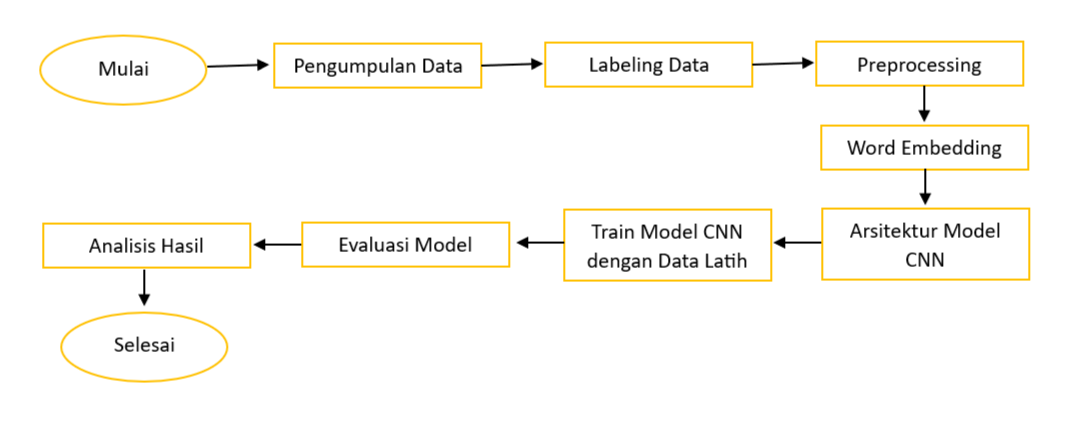 Mulai
Pengumpulan Data
Labeling Data
Preprocessing
Word Embedding
Arsitektur Model
CNN
Train Model CNN
dengan Data Latih
Evaluasi Model
Analisis Hasil
Selesai